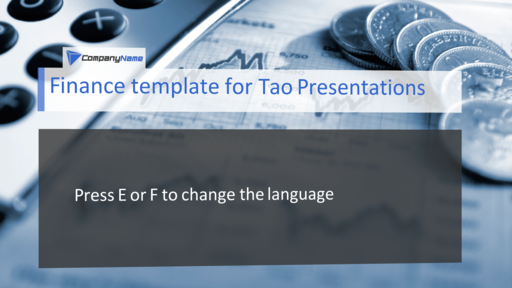 CompanyName
Finance template for Tao Presentations
Press E or F to change the language